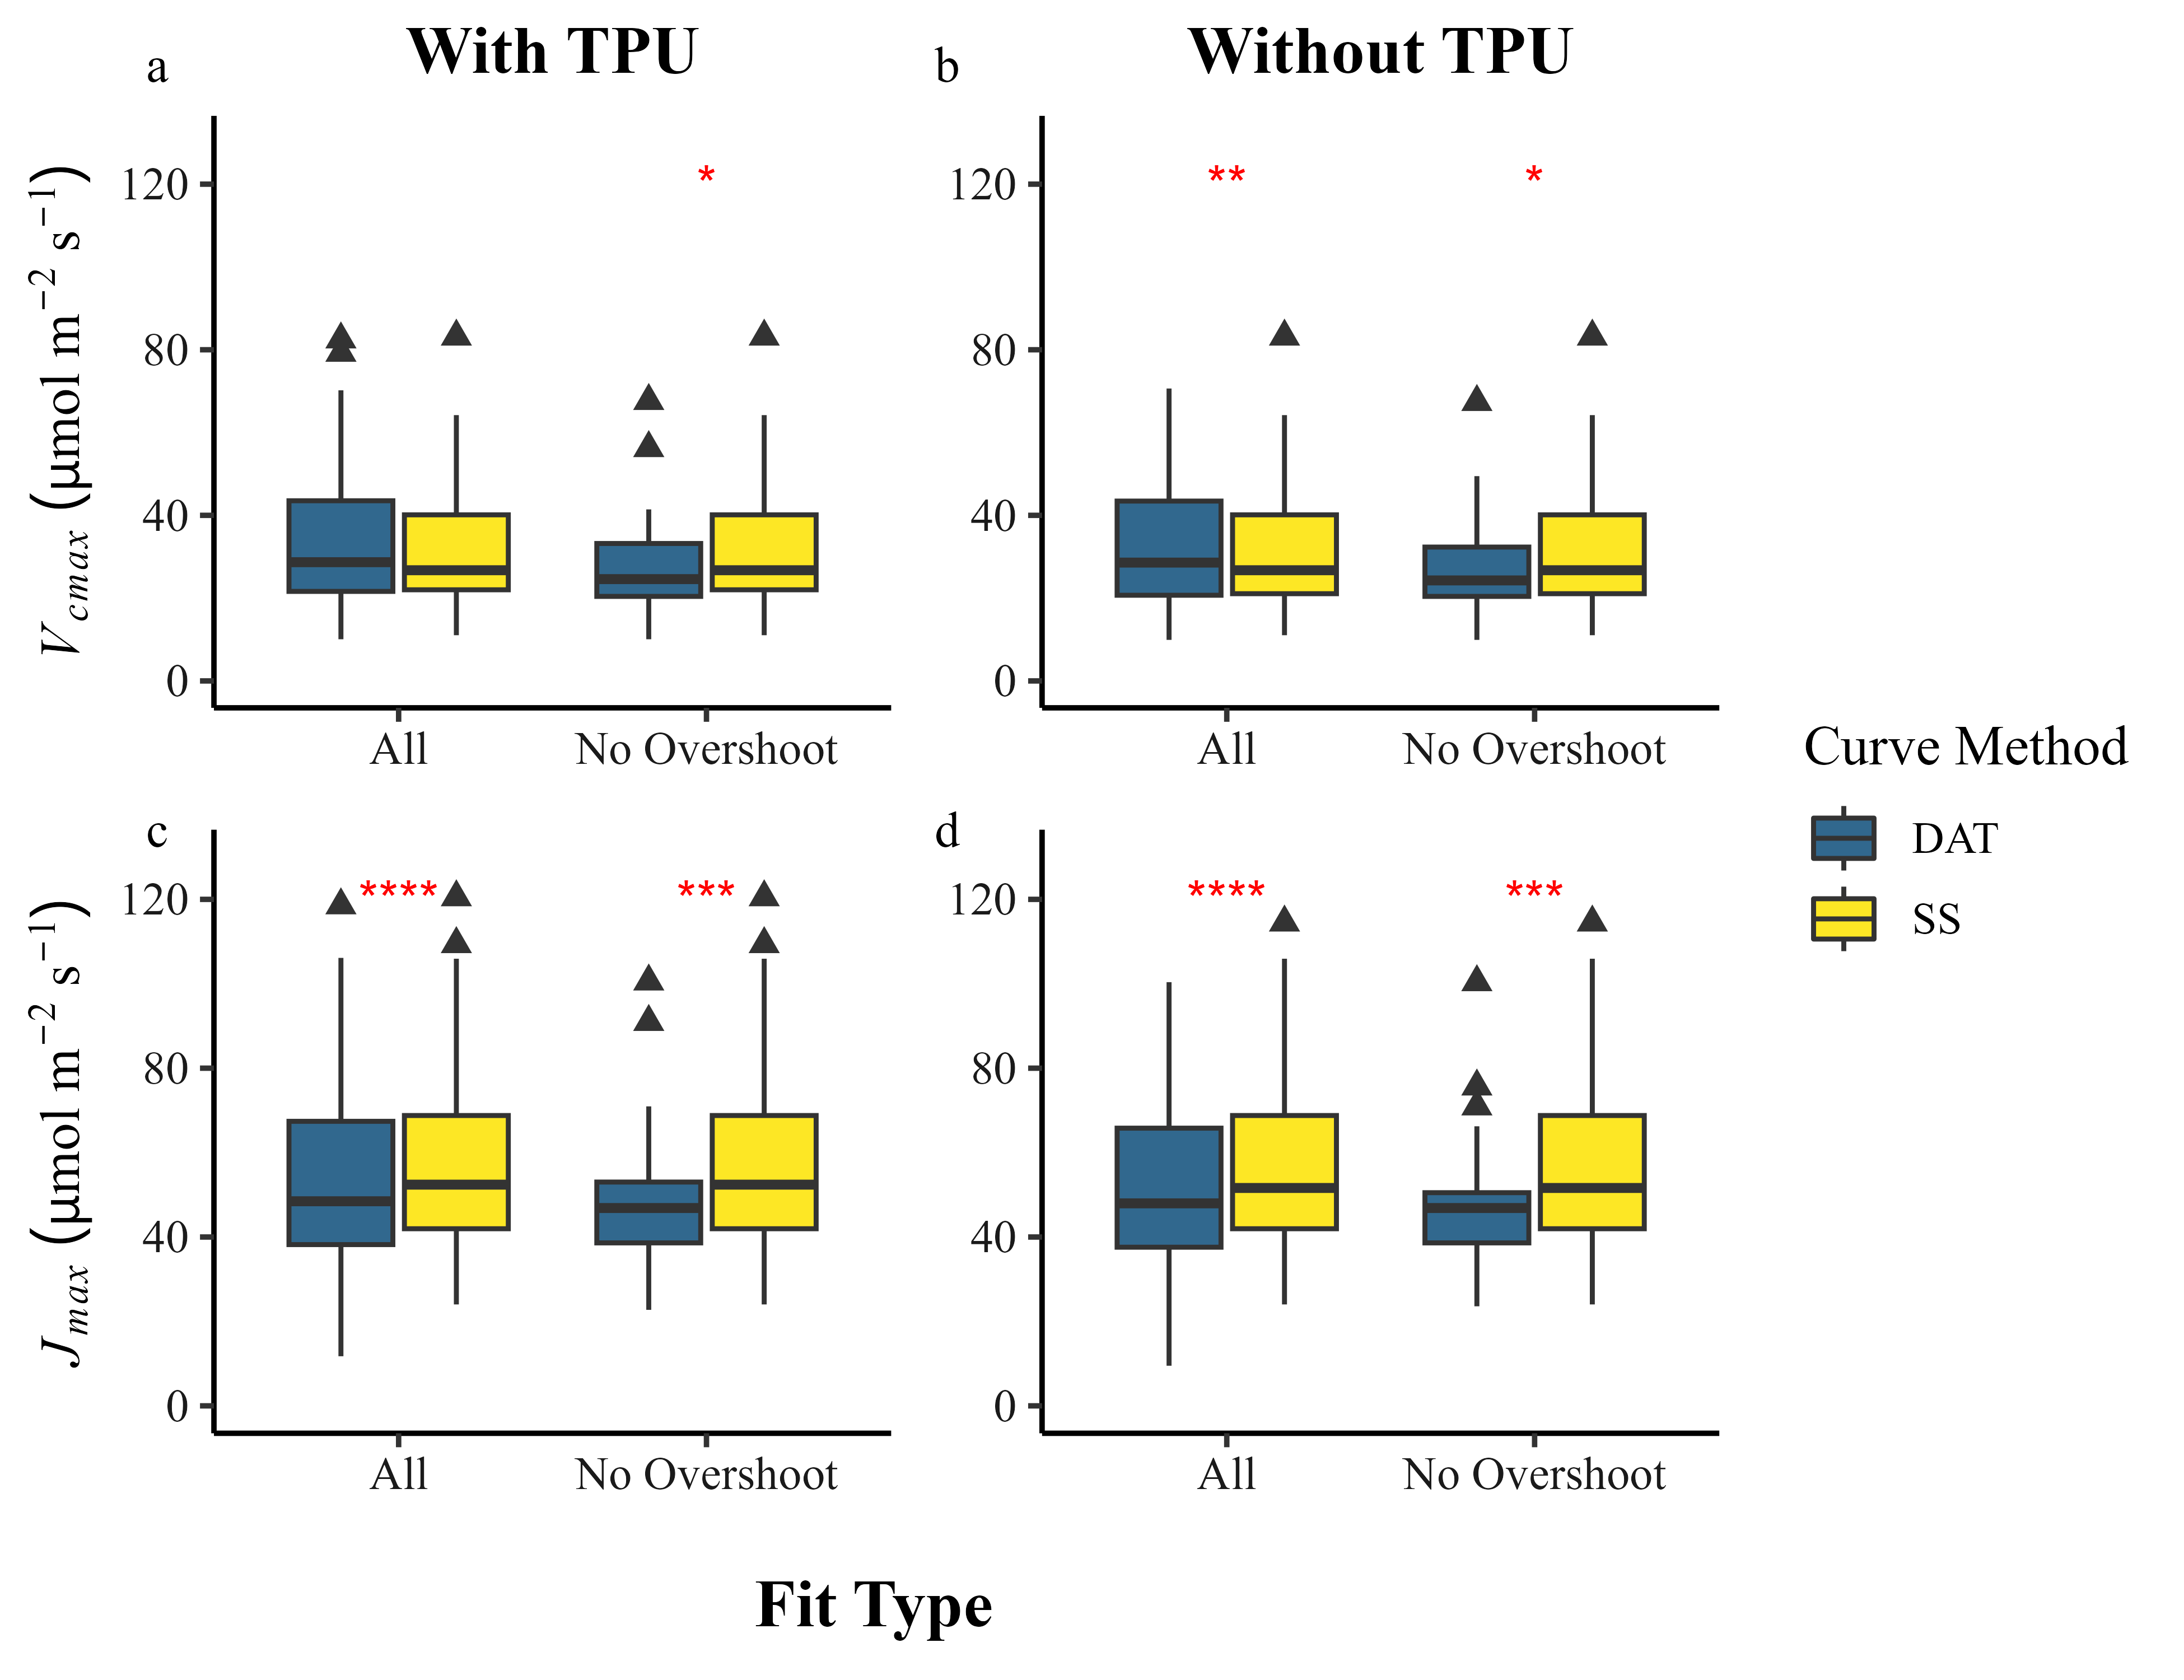 With TPU
Without TPU
a
b
V cmax (µmol m−2 s−1)
120
80
40
0
*
All
No Overshoot
120
80
40
0
**
*
All
No Overshoot
Curve Method
DAT
SS
c
d
J max (µmol m−2 s−1)
120
80
40
0
****
***
All
No Overshoot
120
80
40
0
****
***
All
No Overshoot
Fit Type